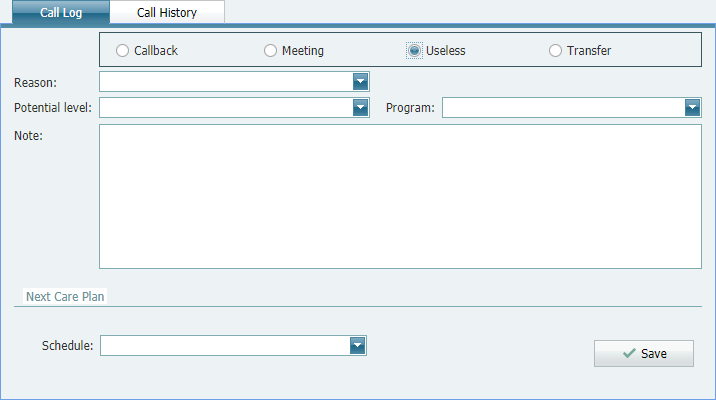 Call Log Call History
Callback Meeting Useless Transfer
Reason:
Potential level: Program:
Note:
Next Care Plan
Schedule: Save